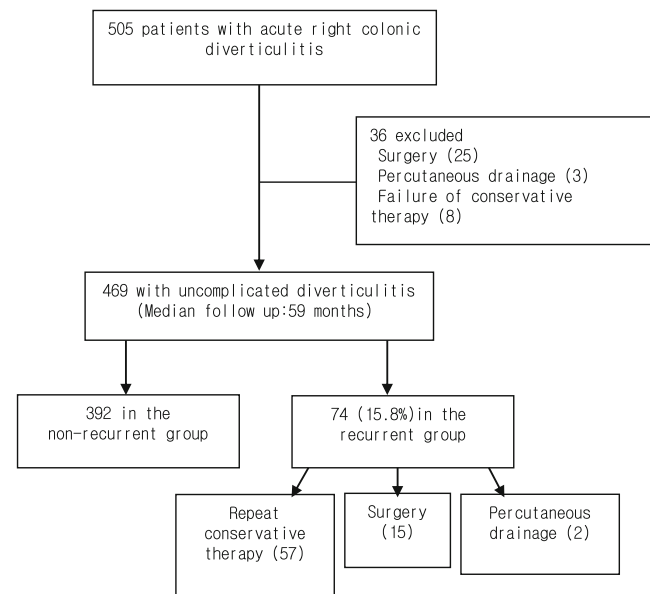 505 patients with acute right colonic
diverticulitis
36 excluded
Surgery (25)
Percutaneous drainage (3)
Failure of conservative
therapy (8)
469 with uncomplicated diverticulitis
(Median follow up:59 months)
392 in the
non-recurrent group
74 (15.8%)in the
recurrent group
Repeat
conservative
therapy (57)
Surgery
(15)
Percutaneous
drainage (2)